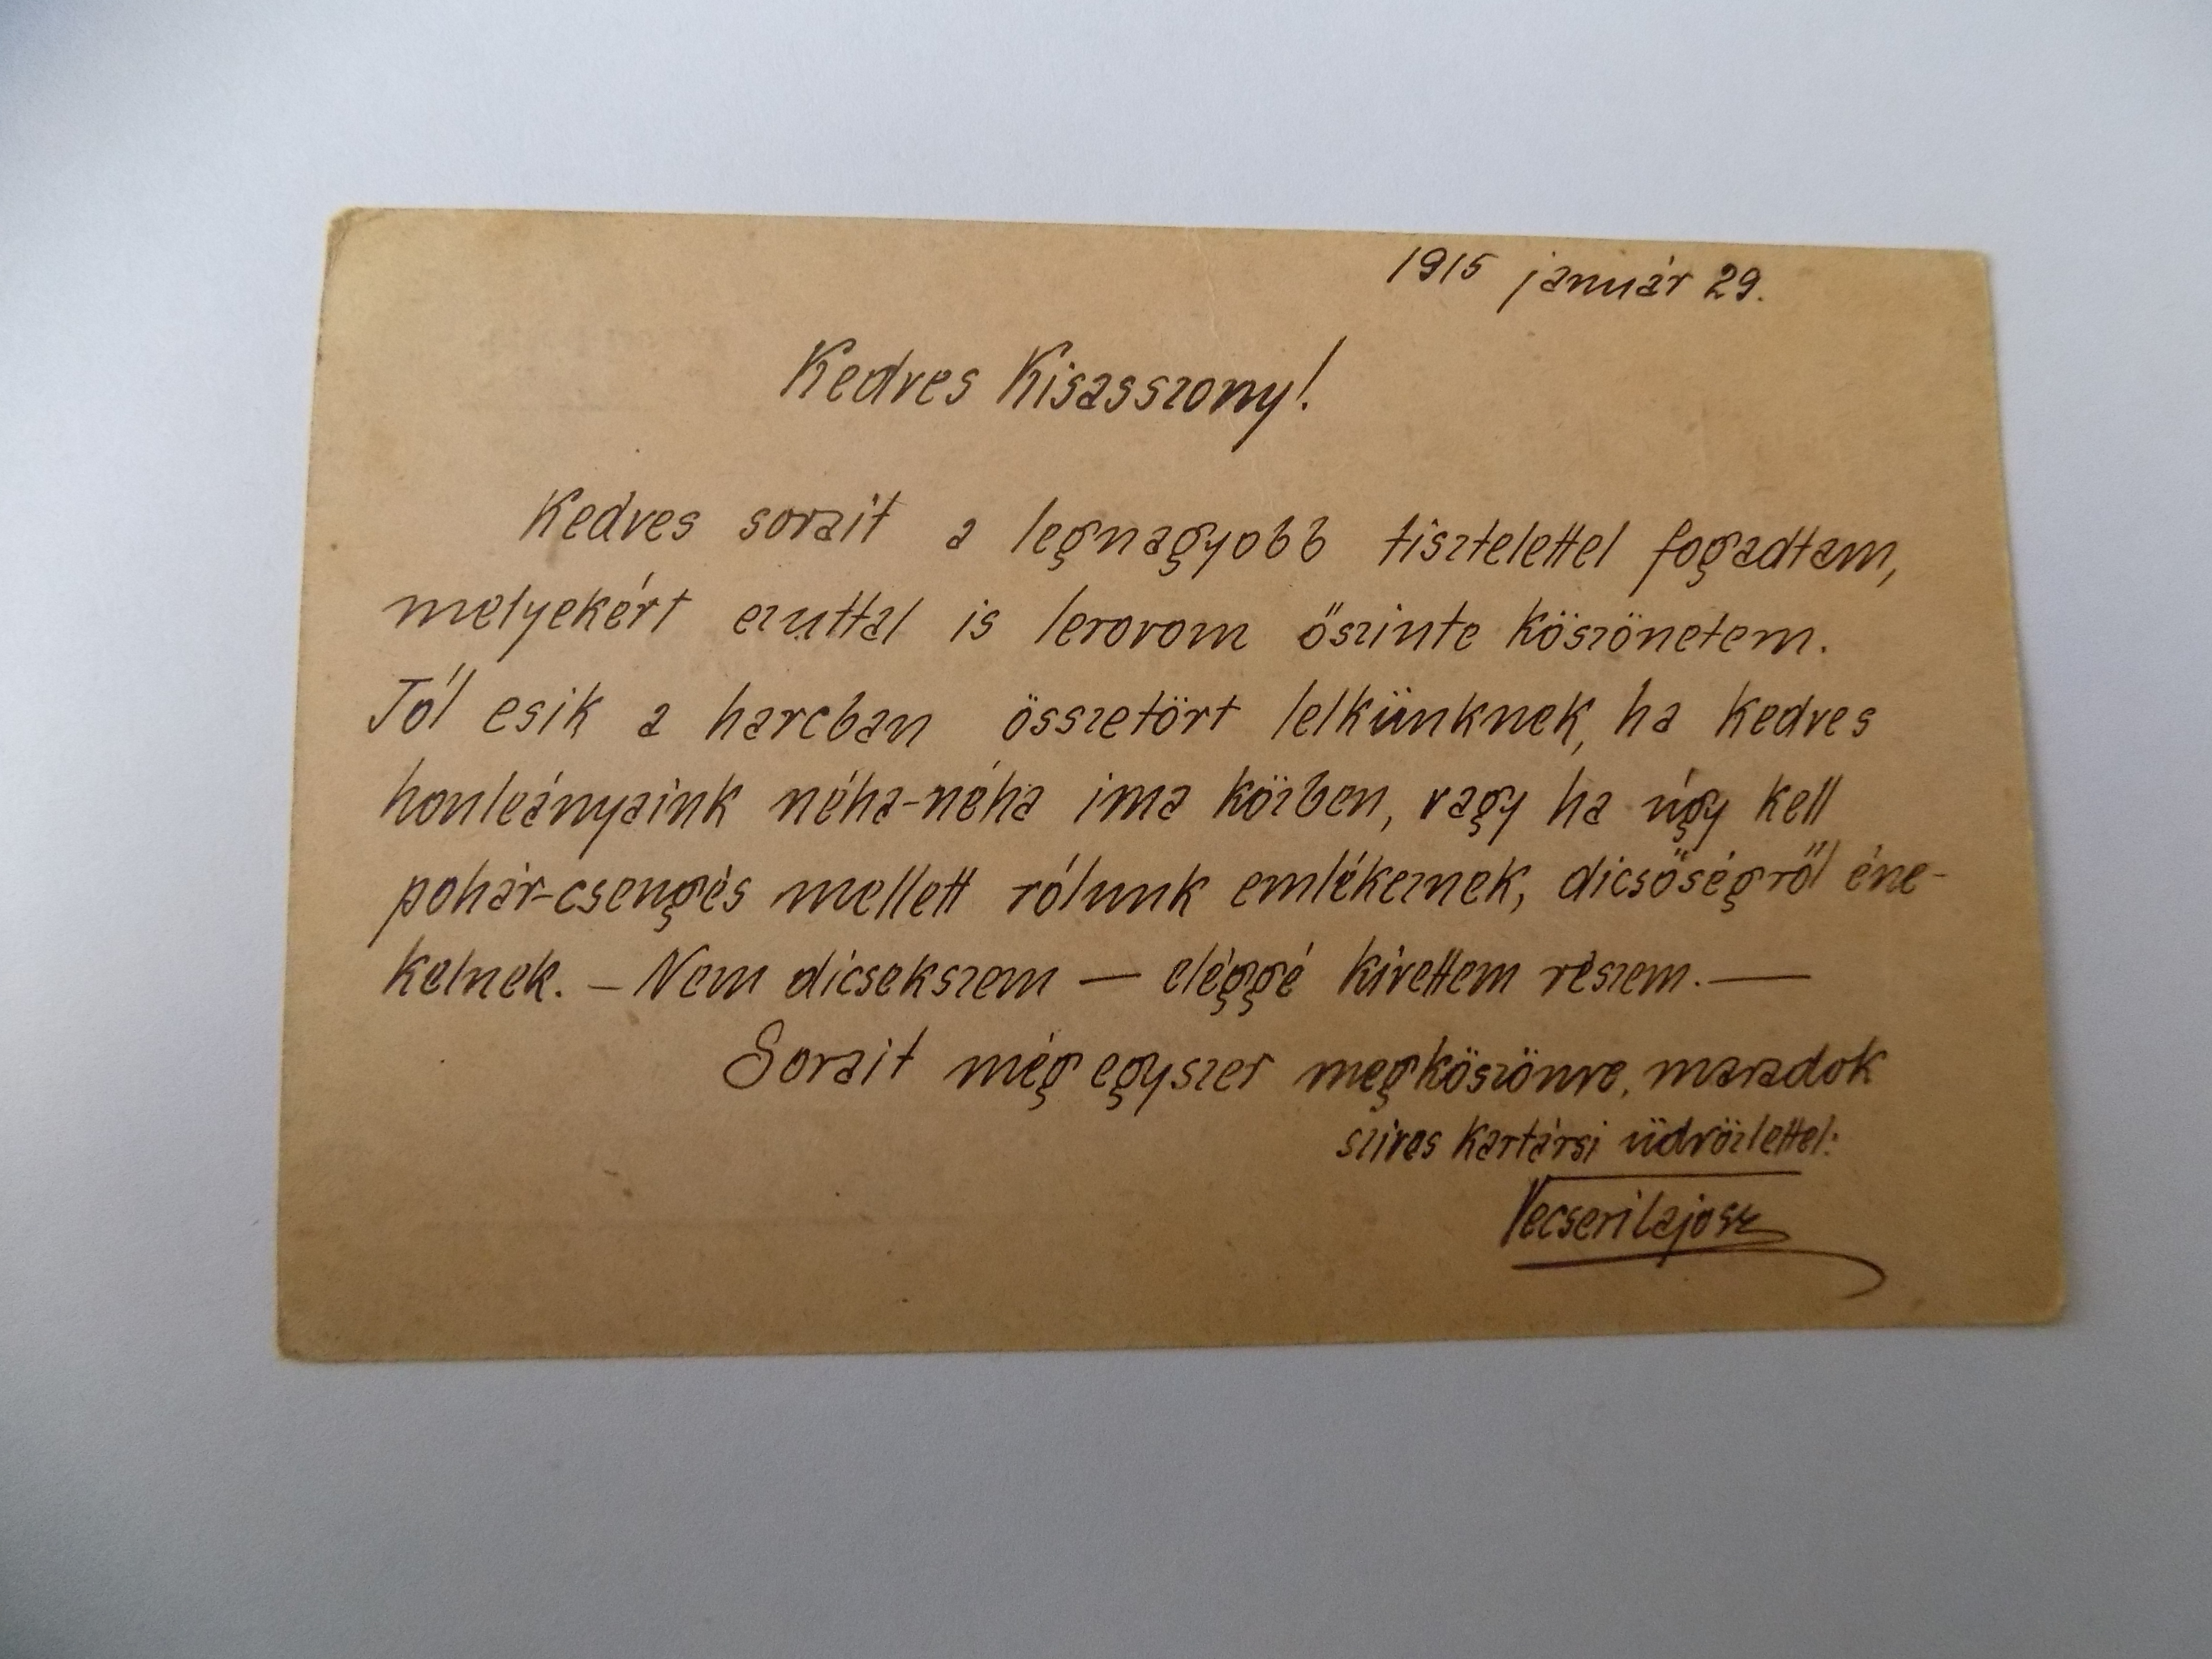 1915 január 29.
Kedves Kisasszony!
Kedves sorait a legnagyobb tisztelettel fogadtam,
melyekért ezuttal is lerovom őszinte köszönetem.
Jól esik a harcban összetört lelkünknek, ha kedves
honleányaink néha-néha ima közben, vagy ha úgy kell
pohár-csengés mellett rólunk emlékeznek, dicsőségről éne-
kelnek. — Nem dicsekszem — eléggé kivettem részem. —
Sorait még egyszer megköszönve, maradok
szives kartársi üdvözlettel:
Vecseri Lajos